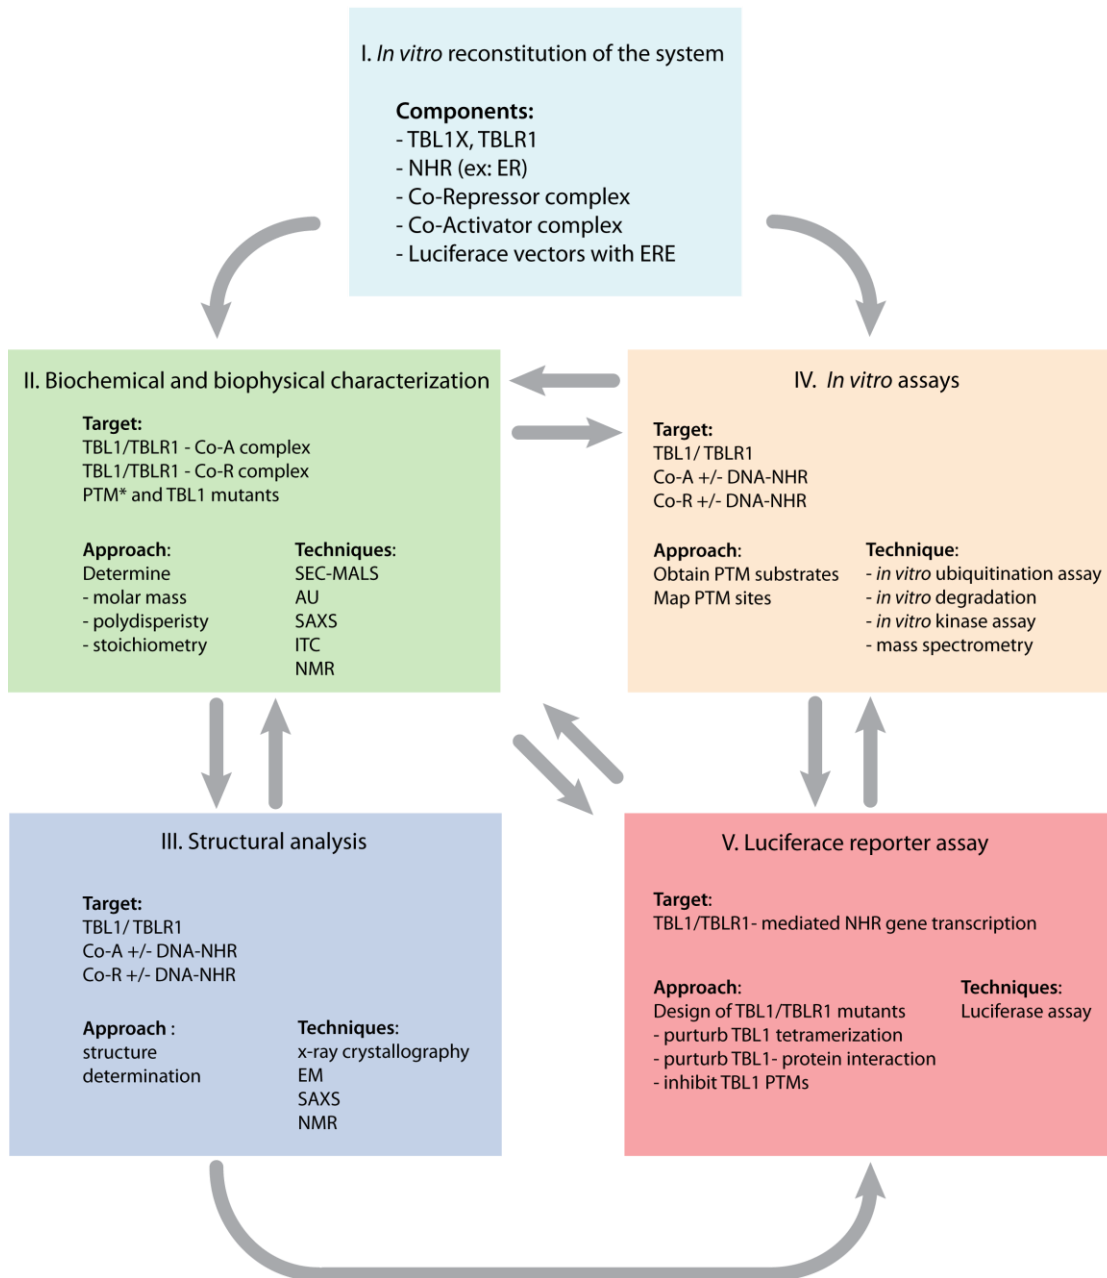 I. In vitro reconstitution of the system
Components:
- TBL1X, TBLR1
- NHR (ex: ER)
- Co-Repressor complex
- Co-Activator complex
- Luciferace vectors with ERE
II. Biochemical and biophysical characterization
Target:
TBL1/TBLR1 - Co-A complex
TBL1/TBLR1 - Co-R complex
PTM* and TBL1 mutants
Approach:
Determine
- molar mass
- polydisperisty
- stoichiometry
Techniques:
SEC-MALS
AU
SAXS
ITC
NMR
IV. In vitro assays
Target:
TBL1/ TBLR1
Co-A +/- DNA-NHR
Co-R +/- DNA-NHR
Approach:
Obtain PTM substrates
Map PTM sites
Technique:
- in vitro ubiquitination assay
- in vitro degradation
- in vitro kinase assay
- mass spectrometry
III. Structural analysis
Target:
TBL1/ TBLR1
Co-A +/- DNA-NHR
Co-R +/- DNA-NHR
Approach :
structure
determination
Techniques:
x-ray crystallography
EM
SAXS
NMR
V. Luciferace reporter assay
Target:
TBL1/TBLR1- mediated NHR gene transcription
Approach:
Design of TBL1/TBLR1 mutants
- purturb TBL1 tetramerization
- purturb TBL1- protein interaction
- inhibit TBL1 PTMs
Techniques:
Luciferase assay